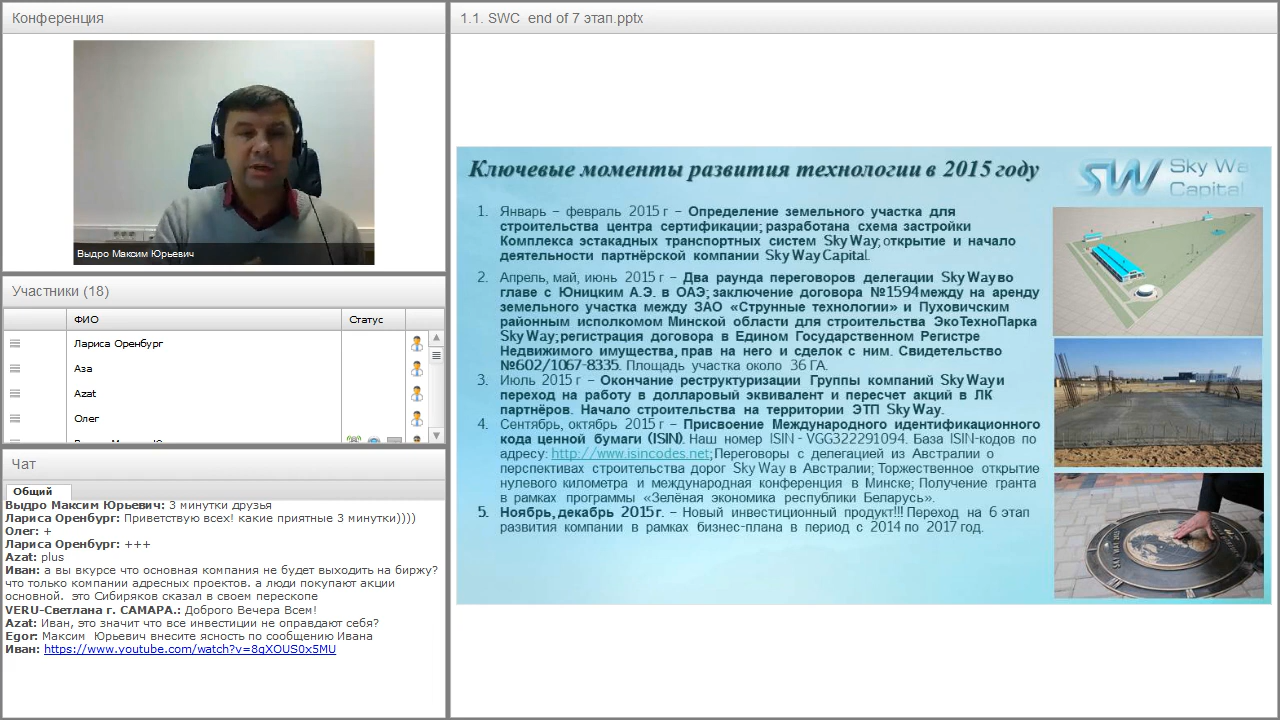 Конференция
Выдро Максим Юрьевич
Участники (18)
ФИО
Статус
Лариса Оренбург
Аза
Azat
Олег
Чат
Общий
Выдро Максим Юрьевич: 3 минутки друзья
Лариса Оренбург: Приветствую всех! какие приятные 3 минутки))))
Олег: +
Лариса Оренбург: +++
Azat: plus
Иван: а вы вкурсе что основная компания не будет выходить на биржу?
что только компании адресных проектов. а люди покупают акции
основной. это Сибиряков сказал в своем перескопе
VERU-Светлана г. САМАРА.: Доброго Вечера Всем!
Azat: Иван, это значит что все инвестиции не оправдают себя?
Egor: Максим Юрьевич внесите ясность по сообщению Ивана
Иван: https://www.youtube.com/watch?v=8gXOUS0x5MU
1.1. SWC end of 7 этап.pptx
Ключевые моменты развития технологии в 2015 году
SW Sky Wa
Capital
1. Январь – февраль 2015 г – Определение земельного участка для
строительства центра сертификации; разработана схема застройки
Комплекса эстакадных транспортных систем Sky Way; открытие и начало
деятельности партнёрской компании Sky Way Capital.
2. Апрель, май, июнь 2015 г – Два раунда переговоров делегации Sky Way во
главе с Юницким А.Э. в ОАЭ; заключение договора №1594 между на аренду
земельного участка между ЗАО «Струнные технологии» и Пуховичским
районным исполкомом Минской области для строительства ЭкоТехноПарка
Sky Way; регистрация договора в Едином Государственном Регистре
Недвижимого имущества, прав на него и сделок с ним. Свидетельство
№602/1067-8335. Площадь участка около 36 ГА.
3. Июль 2015 г – Окончание реструктуризации Группы компаний Sky Way и
переход на работу в долларовый эквивалент и пересчет акций в ЛК
партнёров. Начало строительства на территории ЭТП Sky Way.
4. Сентябрь, октябрь 2015 г – Присвоение Международного идентификационного
кода ценной бумаги (ISIN). Наш номер ISIN - VGG322291094. База ISIN-кодов по
адресу: http://www.isincodes.net; Переговоры с делегацией из Австралии о
перспективах строительства дорог Sky Way в Австралии; Торжественное открытие
нулевого километра и международная конференция в Минске; Получение гранта
в рамках программы «Зелёная экономика республики Беларусь».
5. Ноябрь, декабрь 2015 г. – Новый инвестиционный продукт!!! Переход на 6 этап
развития компании в рамках бизнес-плана в период с 2014 по 2017 год.